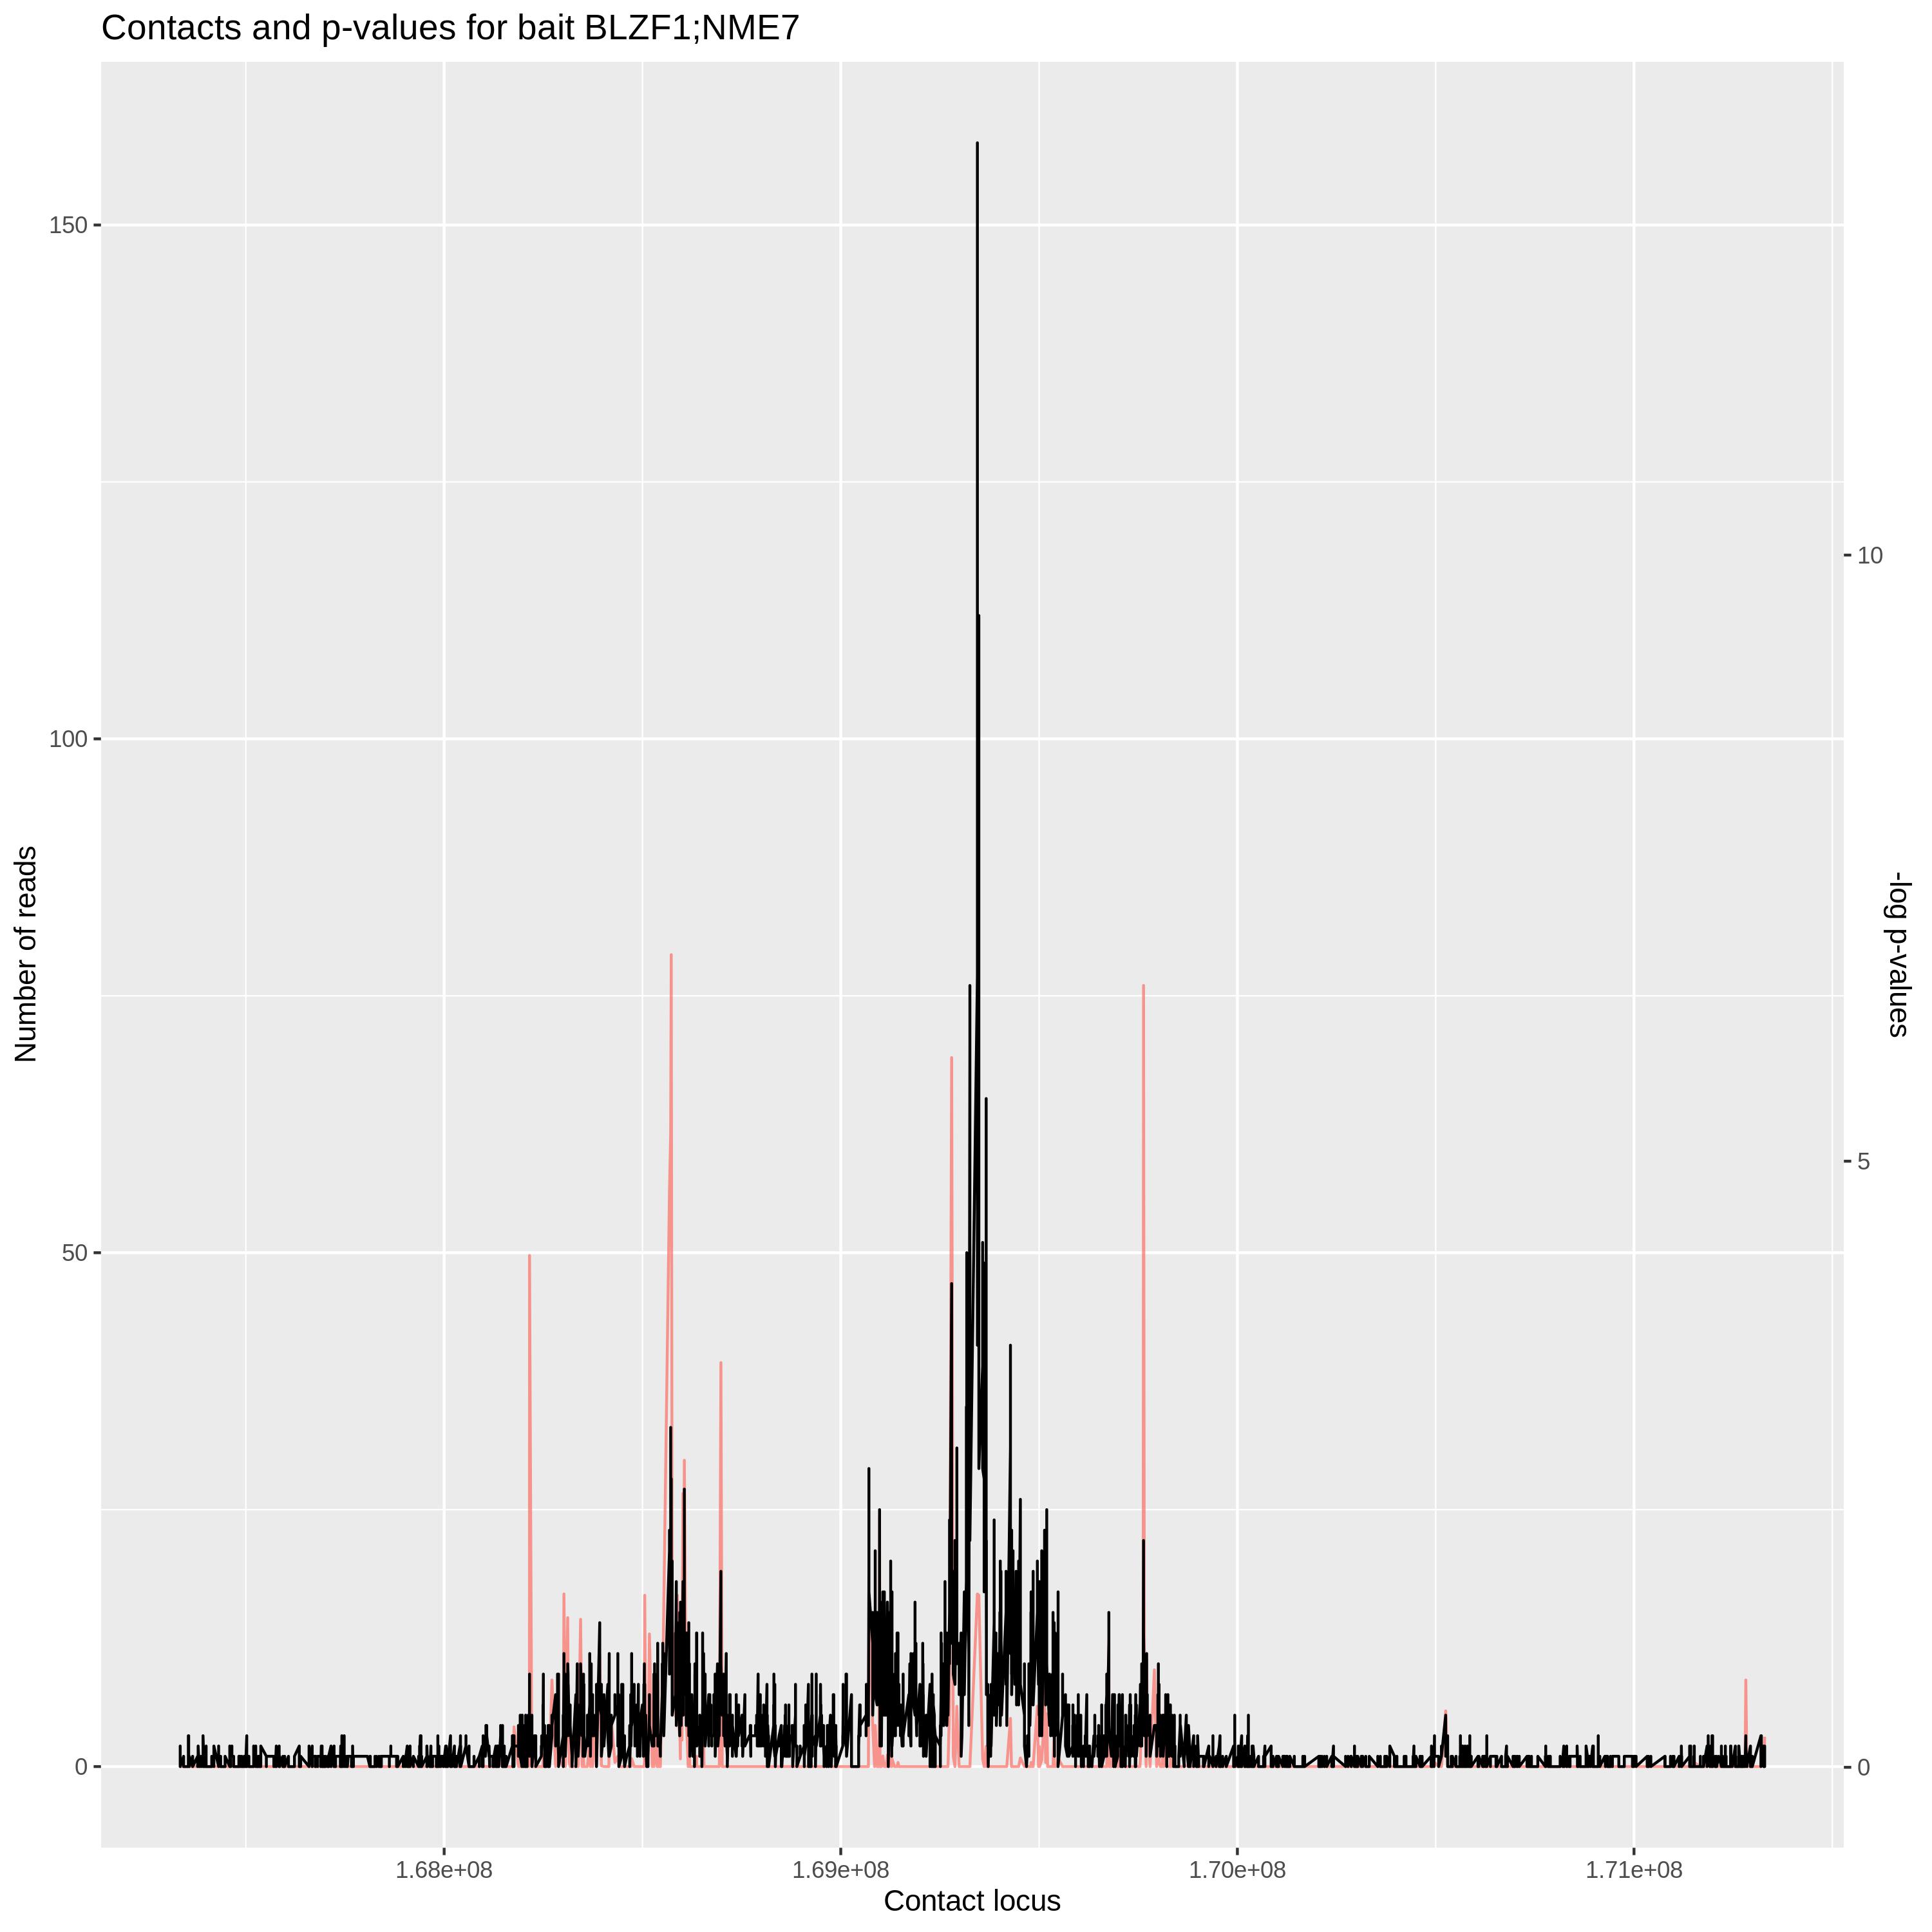 Contacts and p-values for bait BLZF1;NME7
150
100
50
0
Number of reads
10
5
0
-log p-values
1.68e+08
1.69e+08
1.70e+08
1.71e+08
Contact locus